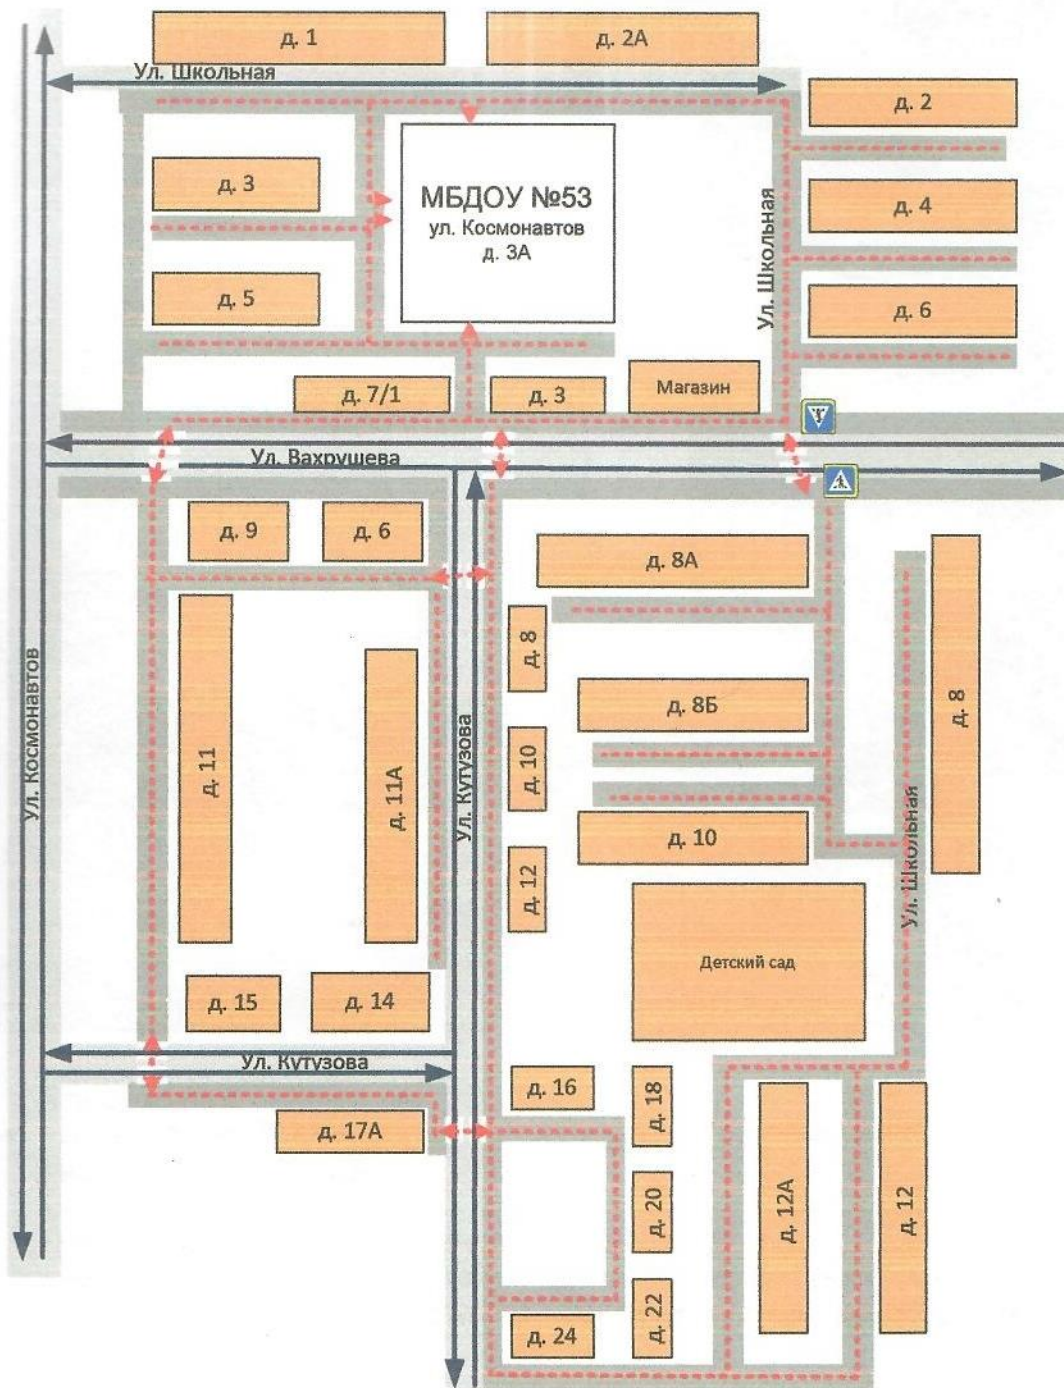 д. 1
д. 2А
Ул. Школьная
д. 2
д. 3
МБДОУ №53
ул. Космонавтов
д. 3А
д. 4
Ул. Школьная
д. 5
д. 6
д. 7/1
д. 3
Магазин
Ул. Вахрушева
д. 9
д. 6
д. 8А
д. 8
д. 8
д. 8Б
Ул. Космонавтов
д. 11
д. 11А
Ул. Кутузова
д. 10
д. 10
Ул. Школьная
д. 12
Детский сад
д. 15
д. 14
Ул. Кутузова
д. 16
д. 18
д. 17А
д. 20
д. 12А
д. 12
д. 22
д. 24